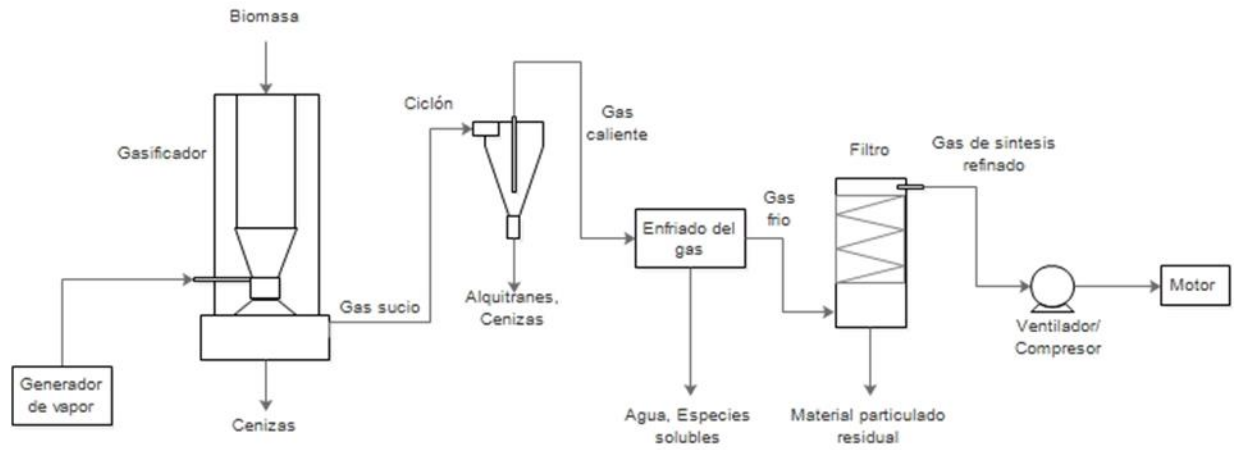 Biomasa
Gasificador
Generador
de vapor
Cenizas
Gas sucio
Ciclón
Alquitranes,
Cenizas
Gas
caliente
Enfriado del
gas
Agua, Especies
solubles
Gas
frio
Filtro
Material particulado
residual
Gas de sintesis
refinado
Ventilador/
Compresor
Motor